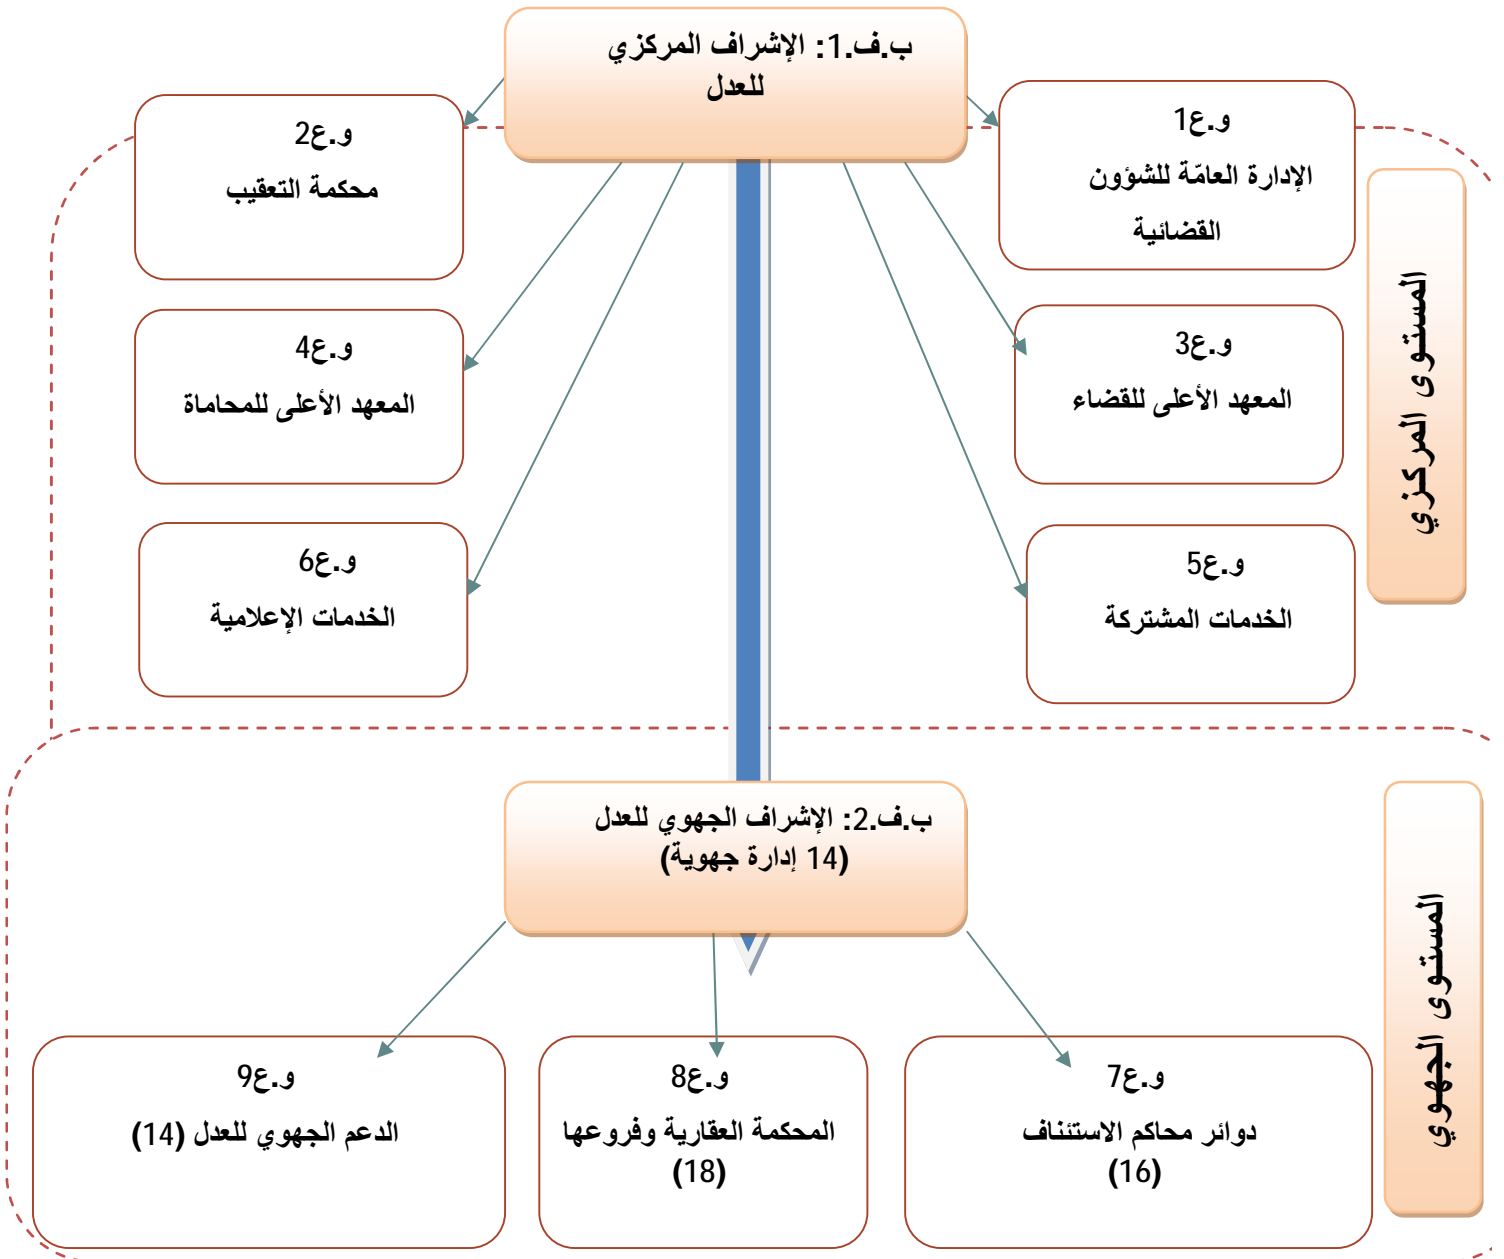 ب.ف.1: الإشراف المركزي
للعدل
و.ع1
الإدارة العامّة للشؤون
القضائية
و.ع2
محكمة التعقيب
المستوى المركزي
و.ع3
المعهد الأعلى للقضاء
و.ع4
المعهد الأعلى للمحاماة
و.ع5
الخدمات المشتركة
و.ع6
الخدمات الإعلامية
ب.ف.2: الإشراف الجهوي للعدل
(14 إدارة جهوية)
المستوى الجهوي
و.ع7
دوائر محاكم الاستئناف
(16)
و.ع8
المحكمة العقارية وفروعها
(18)
و.ع9
الدعم الجهوي للعدل (14)